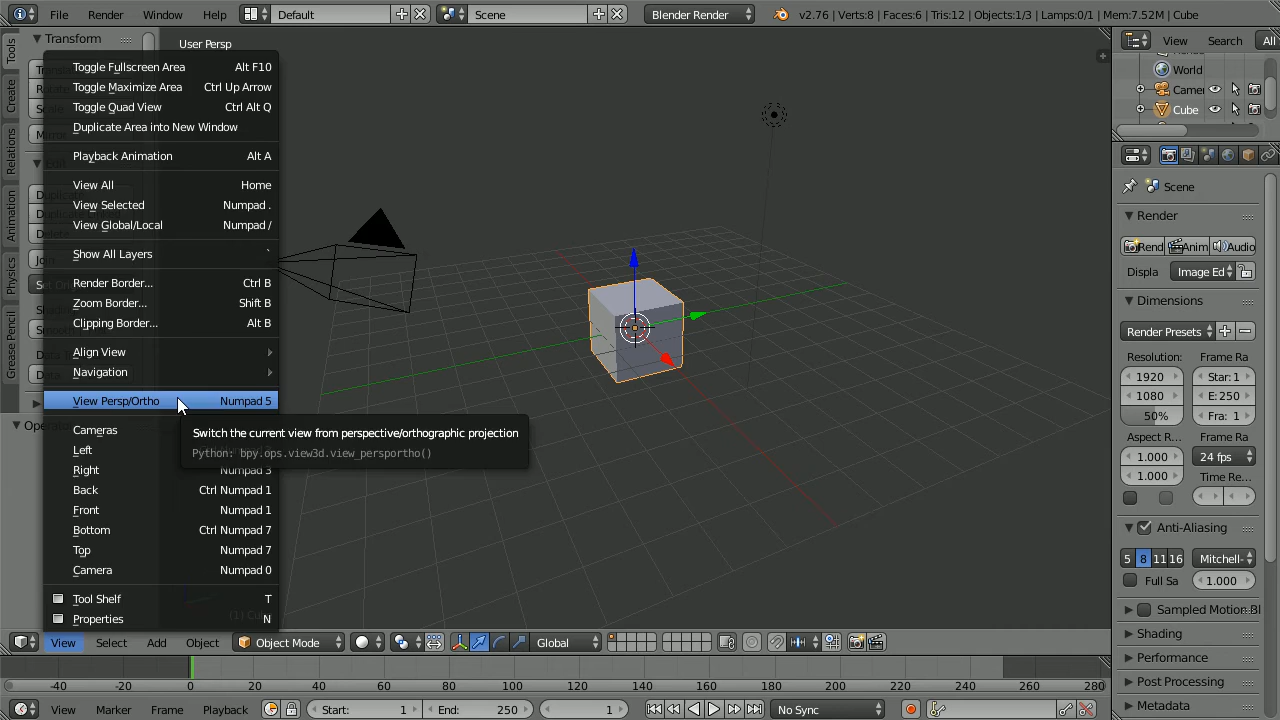 File Render Window Help Default Scene Blender Render v2.76 | Verts:8 | Faces:6 | Tris:12 | Objects:1/3 | Lamps:0/1 | Mem:7.52M | Cube
Tools
Create
Relations
Animation
Physics
Grease Pencil
Transform
User Persp
Toggle Fullscreen Area Alt F10
Toggle Maximize Area Ctrl Up Arrow
Toggle Quad View Ctrl Alt Q
Duplicate Area into New Window
Playback Animation Alt A
View All Home
View Selected Numpad .
View Global/Local Numpad /
Show All Layers `
Render Border... Ctrl B
Zoom Border... Shift B
Clipping Border... Alt B
Align View
Navigation
View Persp/Ortho Numpad 5
Cameras
Left
Right Numpad 3
Back Ctrl Numpad 1
Front Numpad 1
Bottom Ctrl Numpad 7
Top Numpad 7
Camera Numpad 0
Tool Shelf T
Properties N
Switch the current view from perspective/orthographic projection
Python: bpy.ops.view3d.view_persportho()
View Search All
World
Camer
Cube
Scene
Render
Rend Anim Audio
Displa Image Ed
Dimensions
Render Presets
Resolution: Frame Ra
1920 Star: 1
1080 E: 250
50% Fra: 1
Aspect R... Frame Ra
1.000 24 fps
1.000 Time Re...
Anti-Aliasing
5 8 11 16 Mitchell-
Full Sa 1.000
Sampled Motion Bl
Shading
Performance
Post Processing
Metadata
View Select Add Object Object Mode Global
-40 -20 0 20 40 60 80 100 120 140 160 180 200 220 240 260 280
View Marker Frame Playback Start: 1 End: 250 1 No Sync